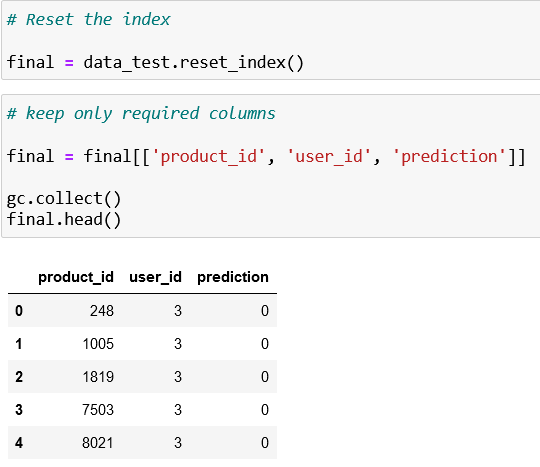 # Reset the index
final = data_test.reset_index()
# keep only required columns
final = final[['product_id', 'user_id', 'prediction']]
gc.collect()
final.head()
product_id user_id prediction
0 248 3 0
1 1005 3 0
2 1819 3 0
3 7503 3 0
4 8021 3 0